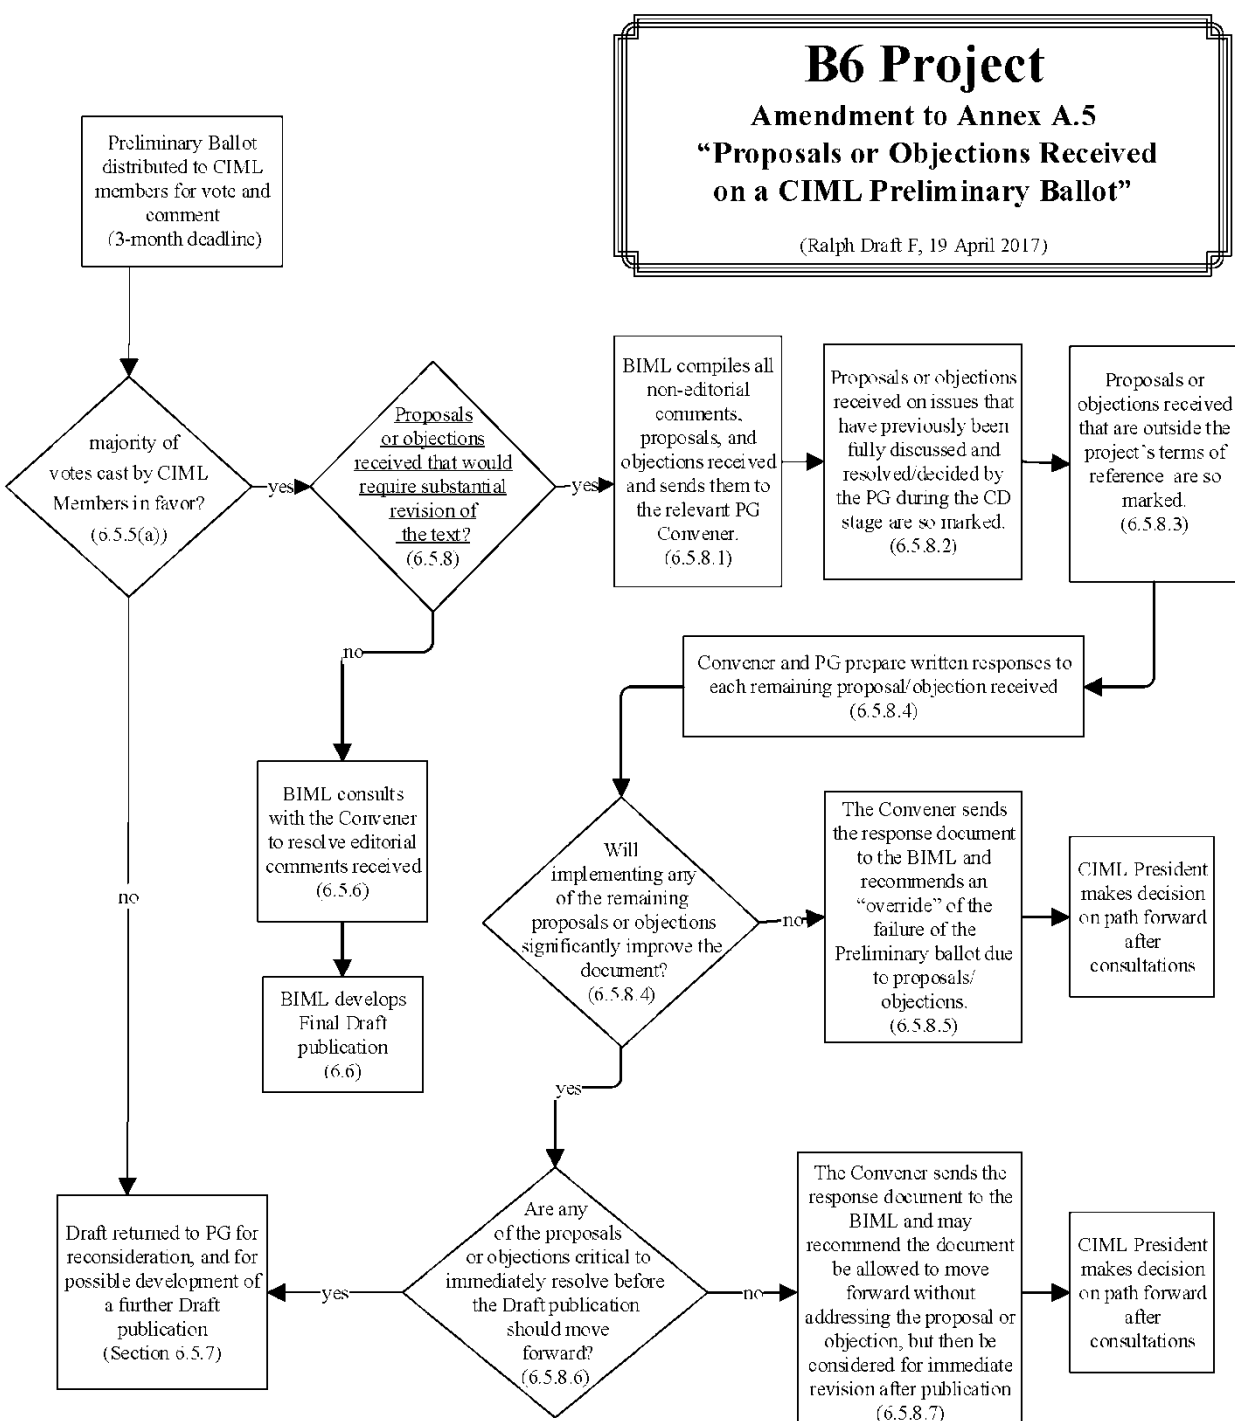 B6 Project
Amendment to Annex A.5
“Proposals or Objections Received
on a CIML Preliminary Ballot”
(Ralph Draft F, 19 April 2017)
Preliminary Ballot
distributed to CIML
members for vote and
comment
(3-month deadline)
majority of
votes cast by CIML
Members in favor?
(6.5.5(a))
yes
Proposals
or objections
received that would
require substantial
revision of
the text?
(6.5.8)
yes
BIML compiles all
non-editorial
comments,
proposals, and
objections received
and sends them to
the relevant PG
Convener.
(6.5.8.1)
Proposals or objections
received on issues that
have previously been
fully discussed and
resolved/decided by
the PG during the CD
stage are so marked.
(6.5.8.2)
Proposals or
objections received
that are outside the
project’s terms of
reference are so
marked.
(6.5.8.3)
no
Convener and PG prepare written responses to
each remaining proposal/objection received
(6.5.8.4)
BIML consults
with the Convener
to resolve editorial
comments received
(6.5.6)
BIML develops
Final Draft
publication
(6.6)
no
Will
implementing any
of the remaining
proposals or objections
significantly improve the
document?
(6.5.8.4)
no
The Convener sends
the response document
to the BIML and
recommends an
“override” of the
failure of the
Preliminary ballot due
to proposals/
objections.
(6.5.8.5)
CIML President
makes decision
on path forward
after
consultations
yes
Draft returned to PG for
reconsideration, and for
possible development of
a further Draft
publication
(Section 6.5.7)
yes
Are any
of the proposals
or objections critical to
immediately resolve before
the Draft publication
should move
forward?
(6.5.8.6)
no
The Convener sends the
response document to the
BIML and may
recommend the document
be allowed to move
forward without
addressing the proposal or
objection, but then be
considered for immediate
revision after publication
(6.5.8.7)
CIML President
makes decision
on path forward
after
consultations